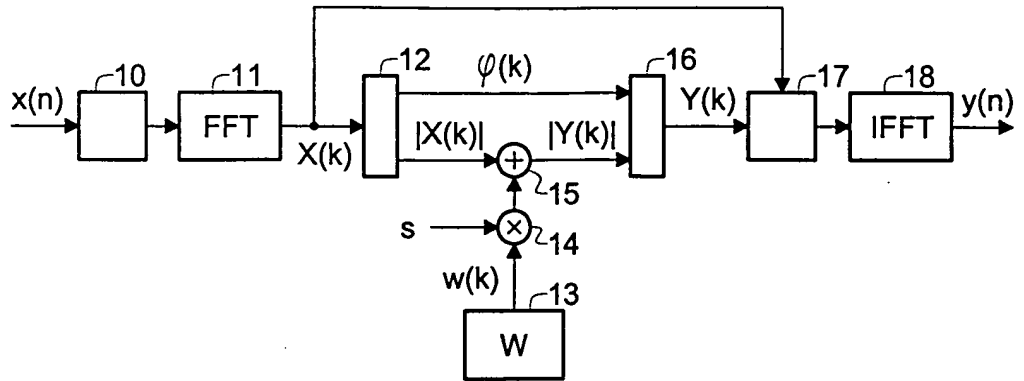 x(n)
10
FFT
11
X(k)
12
φ(k)
|X(k)|
|Y(k)|
+
15
s
×
14
w(k)
13
W
16
Y(k)
17
IFFT
18
y(n)